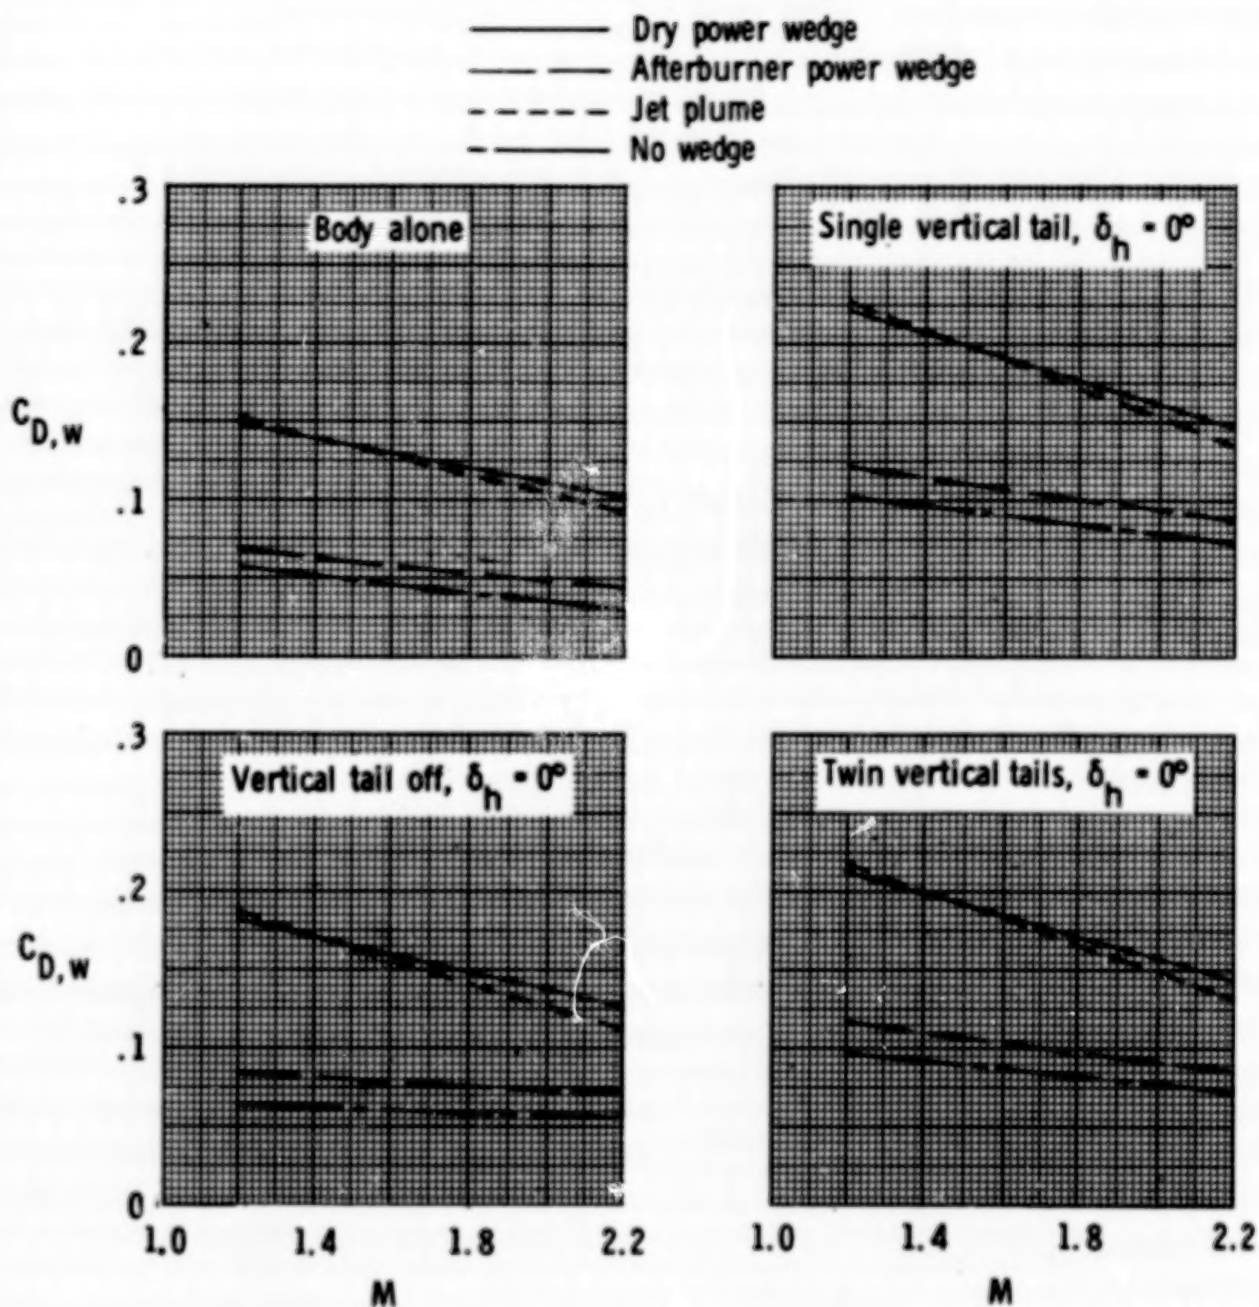 Dry power wedge
Afterburner power wedge
Jet plume
No wedge
.3
Body alone
Single vertical tail, δh = 0°
.2
CD,w
.1
0
.3
Vertical tail off, δh = 0°
Twin vertical tails, δh = 0°
.2
CD,w
.1
0
1.0 1.4 1.8 2.2
1.0 1.4 1.8 2.2
M
M